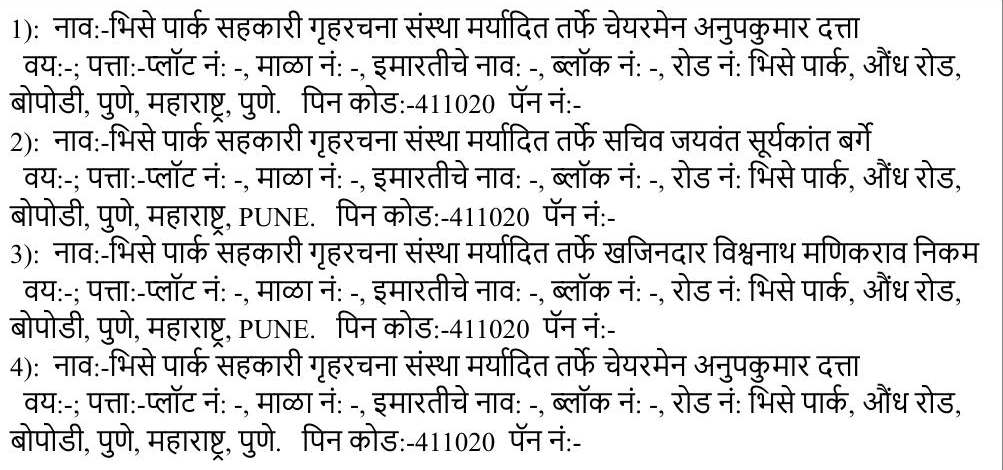 1): नाव:-भिसे पार्क सहकारी गृहरचना संस्था मर्यादित तर्फे चेयरमेन अनुपकुमार दत्ता
वय:-; पत्ता:-प्लॉट नं: -, माळा नं: -, इमारतीचे नाव: -, ब्लॉक नं: -, रोड नं: भिसे पार्क, औंध रोड,
बोपोडी, पुणे, महाराष्ट्र, पुणे. पिन कोड:-411020 पॅन नं:-
2): नाव:-भिसे पार्क सहकारी गृहरचना संस्था मर्यादित तर्फे सचिव जयवंत सूर्यकांत बर्गे
वय:-; पत्ता:-प्लॉट नं: -, माळा नं: -, इमारतीचे नाव: -, ब्लॉक नं: -, रोड नं: भिसे पार्क, औंध रोड,
बोपोडी, पुणे, महाराष्ट्र, PUNE. पिन कोड:-411020 पॅन नं:-
3): नाव:-भिसे पार्क सहकारी गृहरचना संस्था मर्यादित तर्फे खजिनदार विश्वनाथ मणिकराव निकम
वय:-; पत्ता:-प्लॉट नं: -, माळा नं: -, इमारतीचे नाव: -, ब्लॉक नं: -, रोड नं: भिसे पार्क, औंध रोड,
बोपोडी, पुणे, महाराष्ट्र, PUNE. पिन कोड:-411020 पॅन नं:-
4): नाव:-भिसे पार्क सहकारी गृहरचना संस्था मर्यादित तर्फे चेयरमेन अनुपकुमार दत्ता
वय:-; पत्ता:-प्लॉट नं: -, माळा नं: -, इमारतीचे नाव: -, ब्लॉक नं: -, रोड नं: भिसे पार्क, औंध रोड,
बोपोडी, पुणे, महाराष्ट्र, पुणे. पिन कोड:-411020 पॅन नं:-